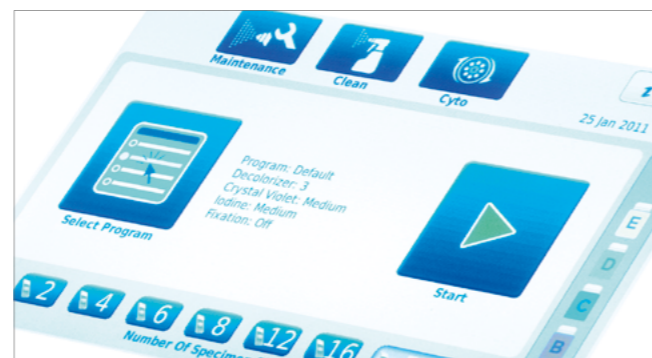 Maintenance
Clean
Cyto
25 Jan 2011
Program: Default
Decolorizer: 3
Crystal Violet: Medium
Iodine: Medium
Fixation: Off
Select Program
Start
E
D
C
B
2 4 6 8 12 16
Number Of